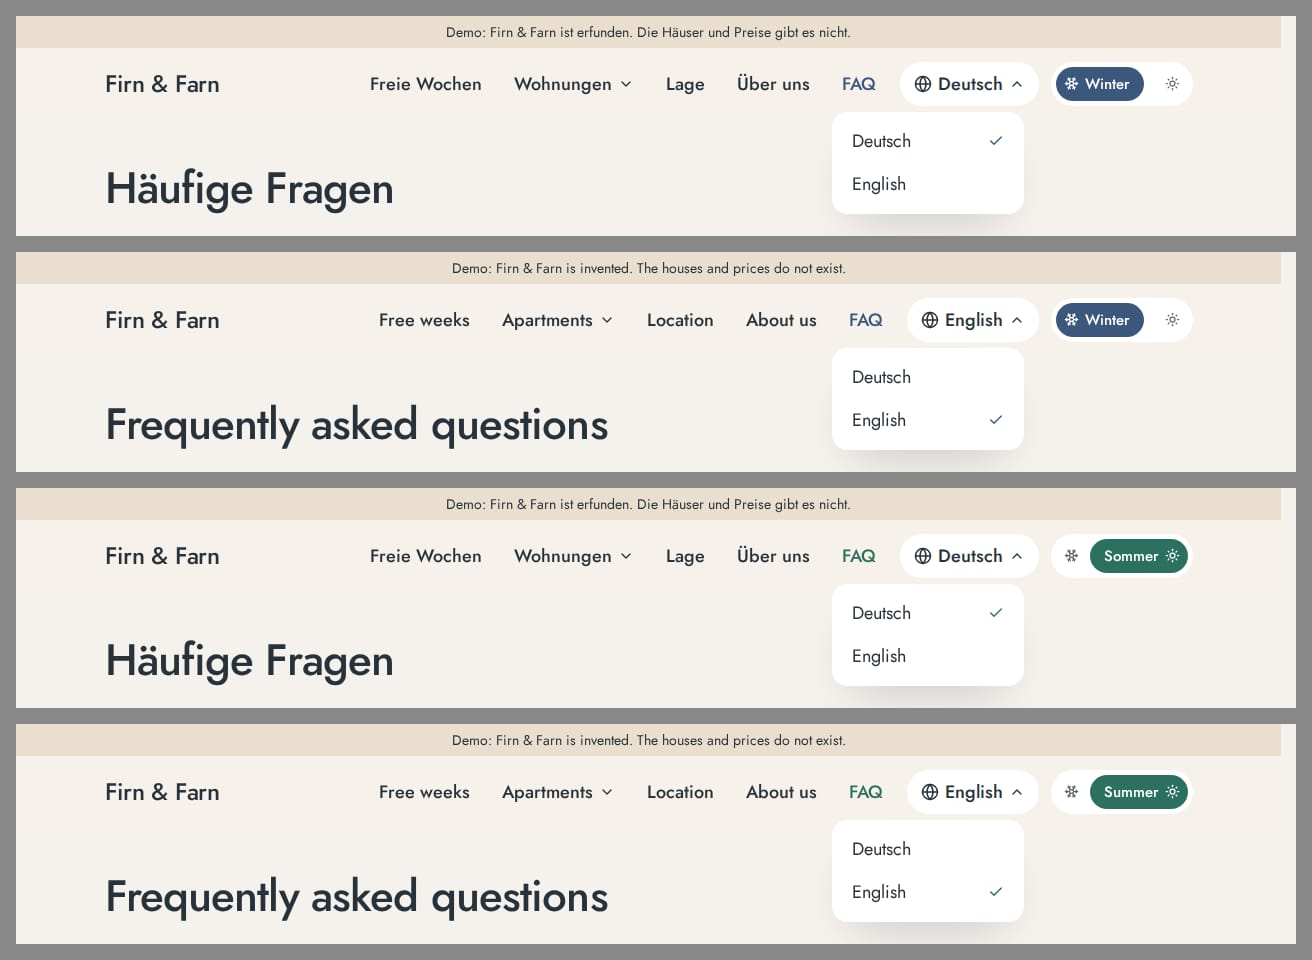 Demo: Firn & Farn ist erfunden. Die Häuser und Preise gibt es nicht.
Firn & Farn Freie Wochen Wohnungen Lage Über uns FAQ Deutsch Winter
Deutsch
Häufige Fragen
English
Demo: Firn & Farn is invented. The houses and prices do not exist.
Firn & Farn Free weeks Apartments Location About us FAQ English Winter
Deutsch
Frequently asked questions
English
Demo: Firn & Farn ist erfunden. Die Häuser und Preise gibt es nicht.
Firn & Farn Freie Wochen Wohnungen Lage Über uns FAQ Deutsch Sommer
Deutsch
Häufige Fragen
English
Demo: Firn & Farn is invented. The houses and prices do not exist.
Firn & Farn Free weeks Apartments Location About us FAQ English Summer
Deutsch
Frequently asked questions
English